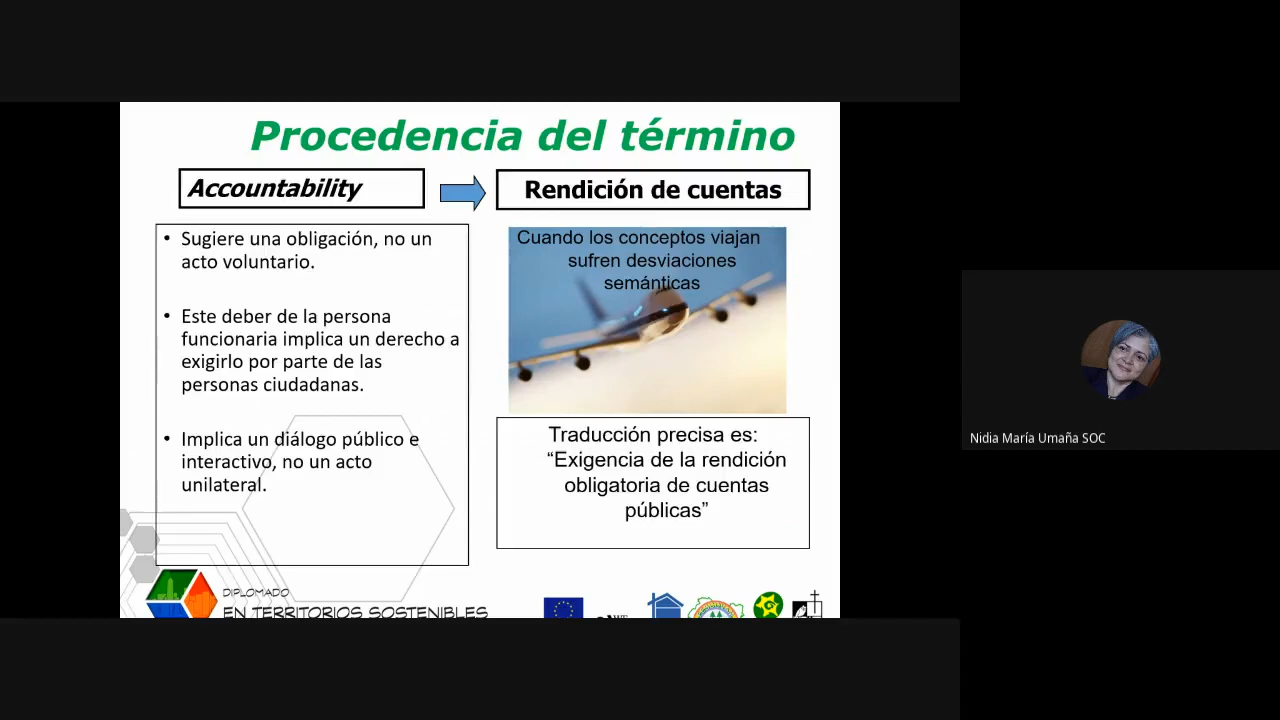 Procedencia del término
Accountability
Rendición de cuentas
• Sugiere una obligación, no un
acto voluntario.
• Este deber de la persona
funcionaria implica un derecho a
exigirlo por parte de las
personas ciudadanas.
• Implica un diálogo público e
interactivo, no un acto
unilateral.
Cuando los conceptos viajan
sufren desviaciones
semánticas
Traducción precisa es:
“Exigencia de la rendición
obligatoria de cuentas
públicas”
DIPLOMADO
EN TERRITORIOS SOSTENIBLES
Nidia María Umaña SOC